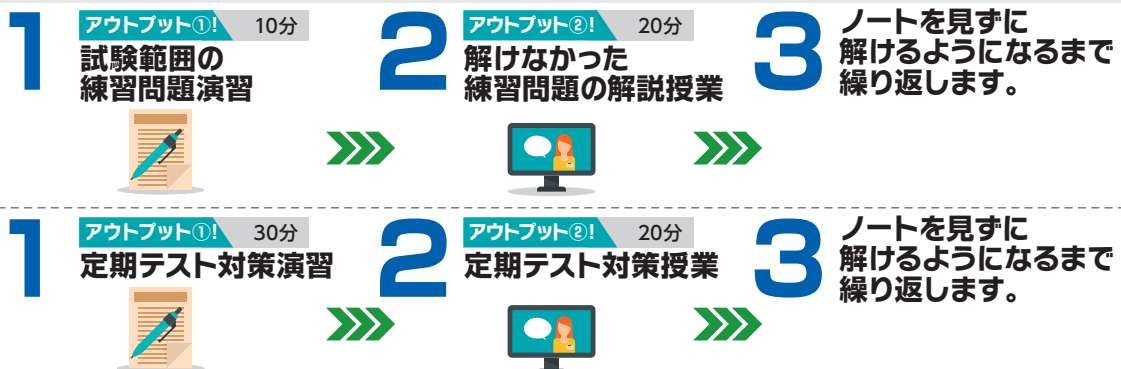 1
アウトプット①! 10分
試験範囲の
練習問題演習
2
アウトプット②! 20分
解けなかった
練習問題の解説授業
3
ノートを見ずに
解けるようになるまで
繰り返します。
1
アウトプット①! 30分
定期テスト対策演習
2
アウトプット②! 20分
定期テスト対策授業
3
ノートを見ずに
解けるようになるまで
繰り返します。